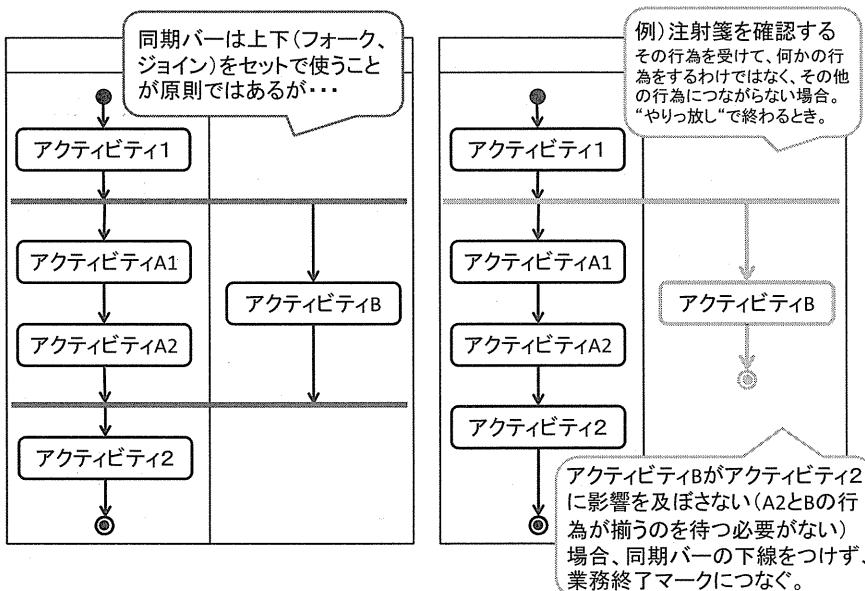 同期バーは上下(フォーク、
ジョイン)をセットで使うこと
が原則ではあるが・・・
アクティビティ1
アクティビティA1
アクティビティB
アクティビティA2
アクティビティ2
例)注射箋を確認する
その行為を受けて、何かの行
為をするわけではなく、その他
の行為につながらない場合。
“やりっ放し“で終わるとき。
アクティビティ1
アクティビティA1
アクティビティB
アクティビティA2
アクティビティ2
アクティビティBがアクティビティ2
に影響を及ぼさない(A2とBの行
為が揃うのを待つ必要がない)
場合、同期バーの下線をつけず、
業務終了マークにつなぐ。